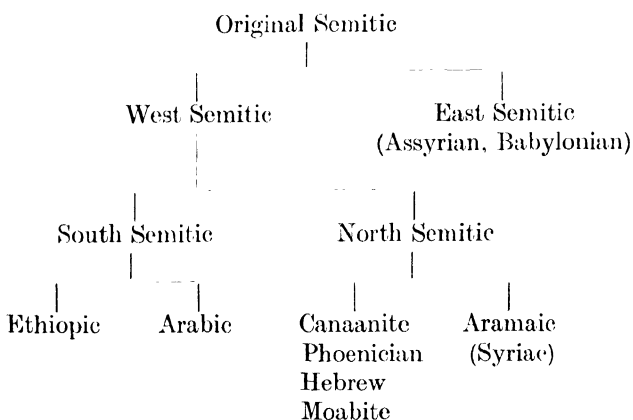 Original Semitic
West Semitic East Semitic
(Assyrian, Babylonian)
South Semitic North Semitic
Ethiopic Arabic Canaanite Aramaic
Phoenician (Syriac)
Hebrew
Moabite